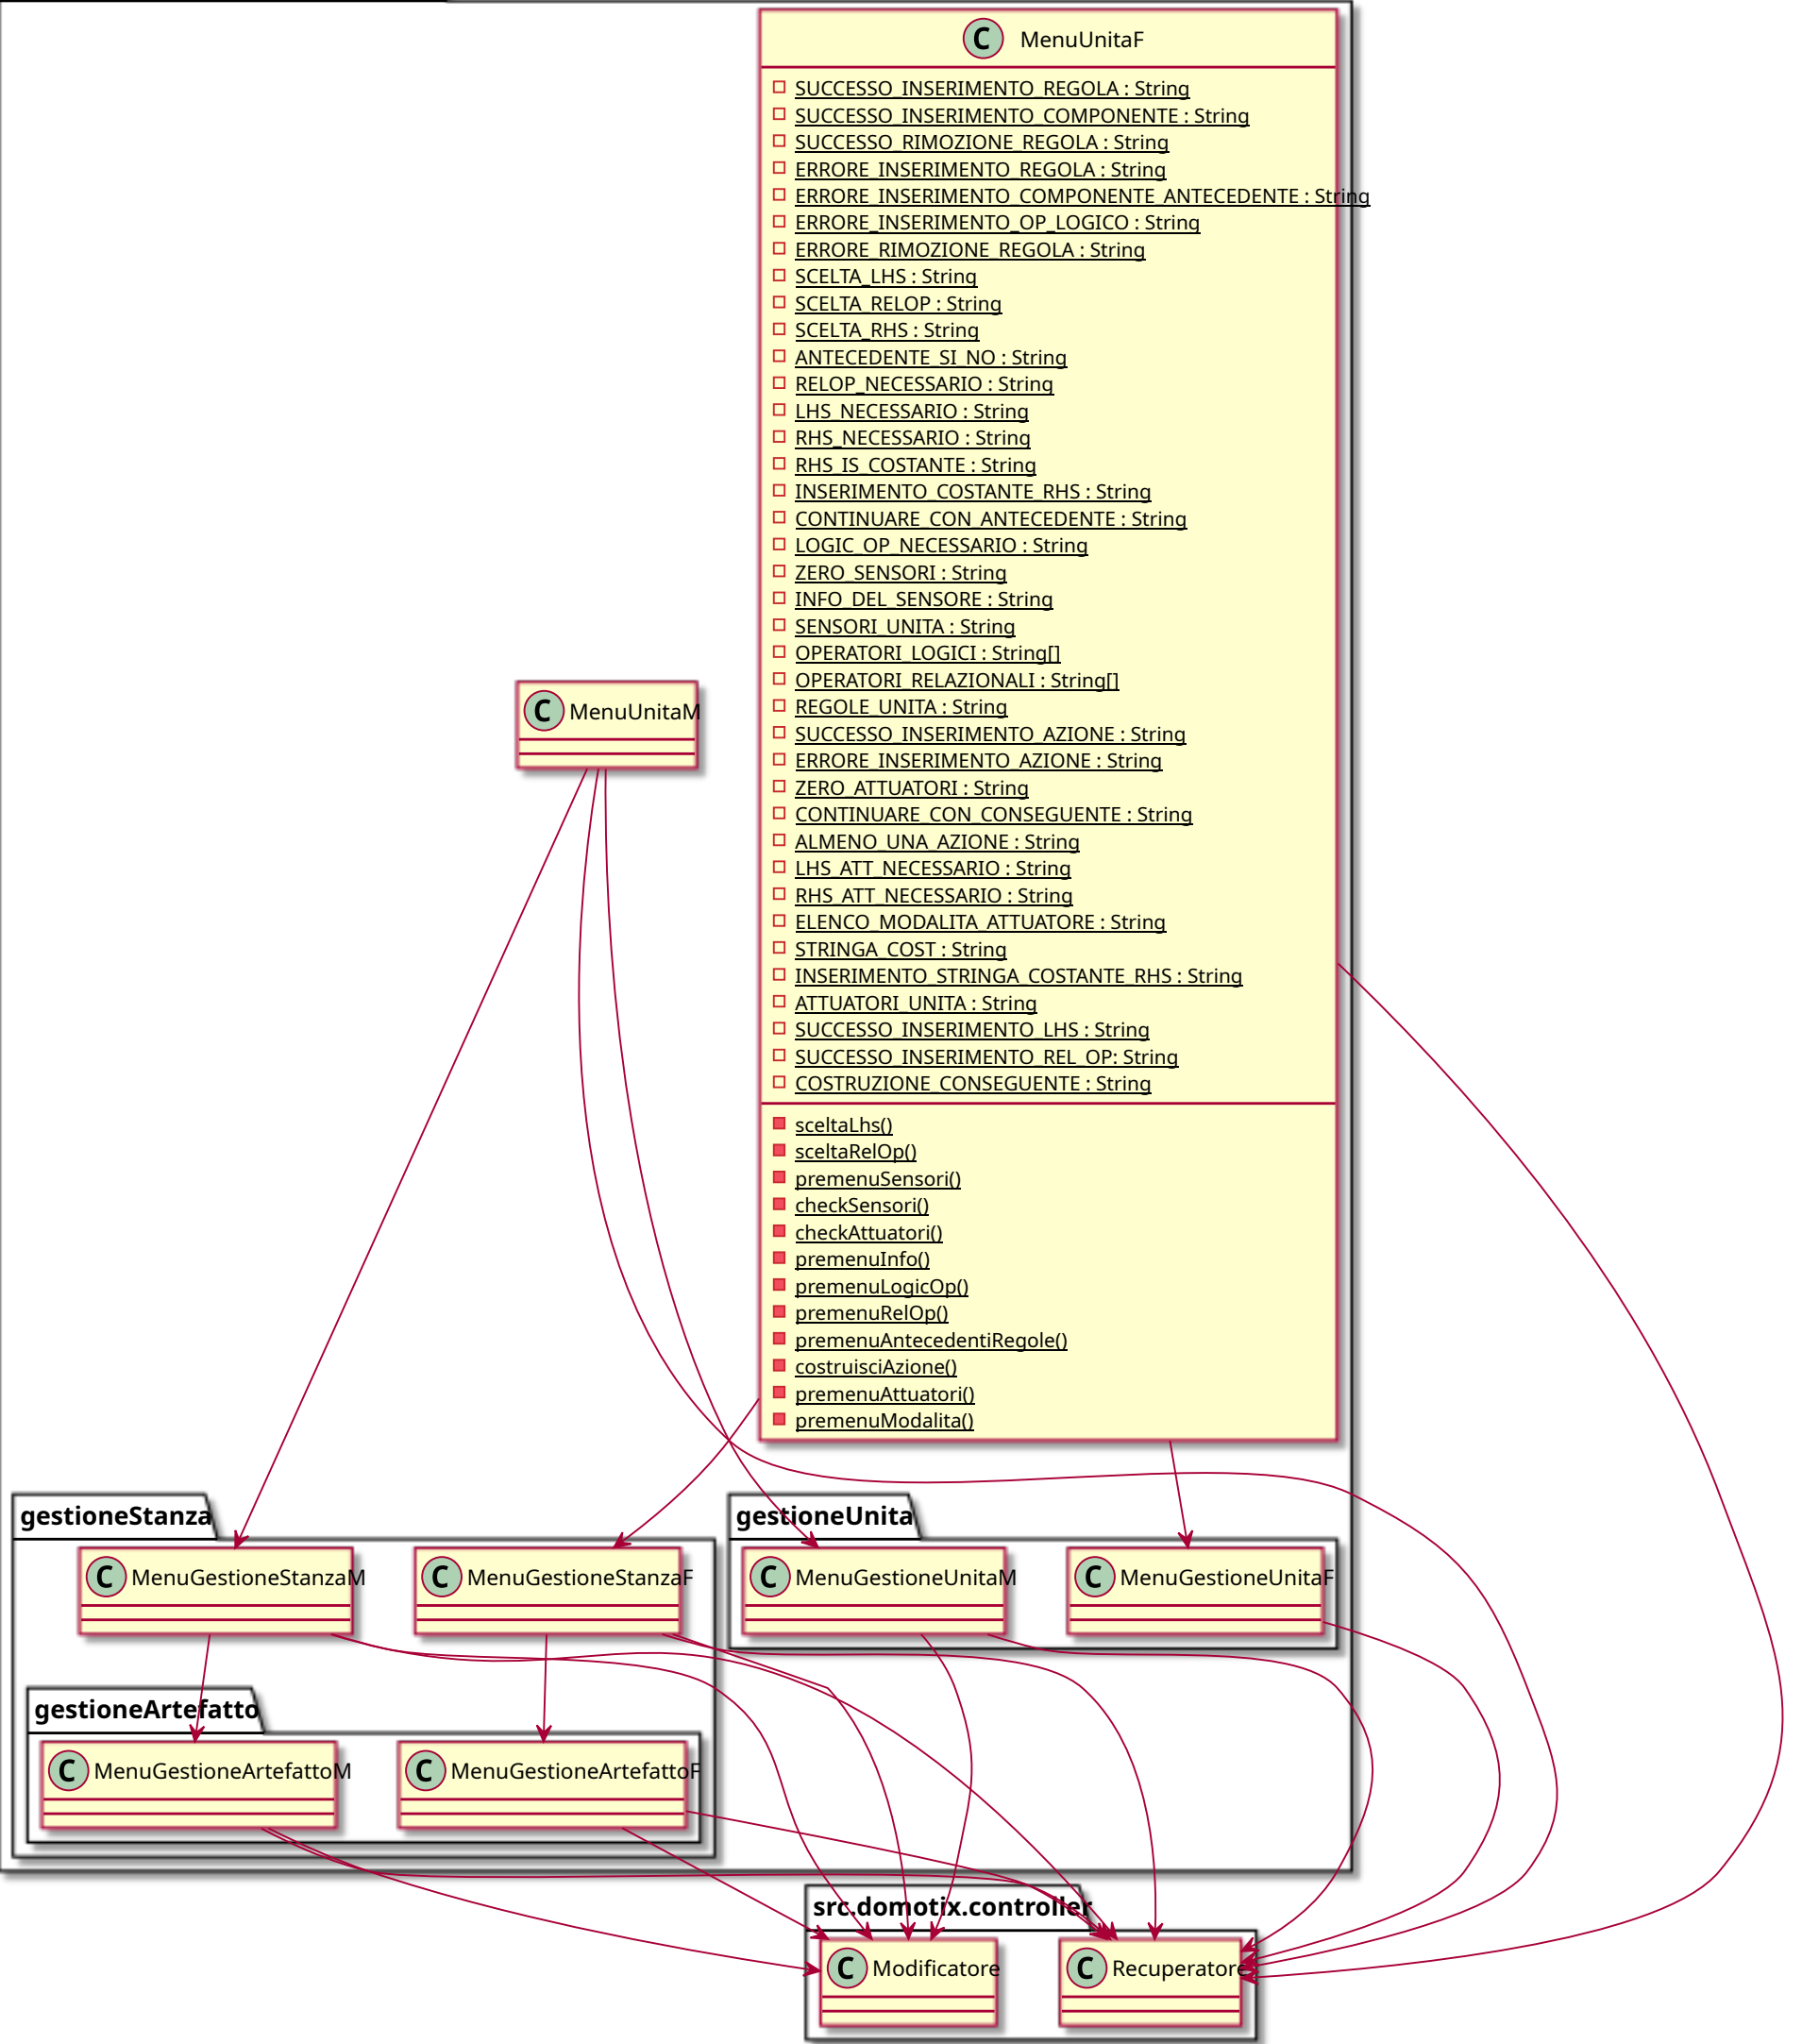 C MenuUnitaF
SUCCESSO_INSERIMENTO_REGOLA : String
SUCCESSO_INSERIMENTO_COMPONENTE : String
SUCCESSO_RIMOZIONE_REGOLA : String
ERRORE_INSERIMENTO_REGOLA : String
ERRORE_INSERIMENTO_COMPONENTE_ANTECEDENTE : String
ERRORE_INSERIMENTO_OP_LOGICO : String
ERRORE_RIMOZIONE_REGOLA : String
SCELTA_LHS : String
SCELTA_RELOP : String
SCELTA_RHS : String
ANTECEDENTE_SI_NO : String
RELOP_NECESSARIO : String
LHS_NECESSARIO : String
RHS_NECESSARIO : String
RHS_IS_COSTANTE : String
INSERIMENTO_COSTANTE_RHS : String
CONTINUARE_CON_ANTECEDENTE : String
LOGIC_OP_NECESSARIO : String
ZERO_SENSORI : String
INFO_DEL_SENSORE : String
SENSORI_UNITA : String
OPERATORI_LOGICI : String[]
OPERATORI_RELAZIONALI : String[]
REGOLE_UNITA : String
SUCCESSO_INSERIMENTO_AZIONE : String
ERRORE_INSERIMENTO_AZIONE : String
ZERO_ATTUATORI : String
CONTINUARE_CON_CONSEGUENTE : String
ALMENO_UNA_AZIONE : String
LHS_ATT_NECESSARIO : String
RHS_ATT_NECESSARIO : String
ELENCO_MODALITA_ATTUATORE : String
STRINGA_COST : String
INSERIMENTO_STRINGA_COSTANTE_RHS : String
ATTUATORI_UNITA : String
SUCCESSO_INSERIMENTO_LHS : String
SUCCESSO_INSERIMENTO_REL_OP: String
COSTRUZIONE_CONSEGUENTE : String
sceltaLhs()
sceltaRelOp()
premenuSensori()
checkSensori()
checkAttuatori()
premenuInfo()
premenuLogicOp()
premenuRelOp()
premenuAntecedentiRegole()
costruisciAzione()
premenuAttuatori()
premenuModalita()
C MenuUnitaM
gestioneStanza
gestioneUnita
C MenuGestioneStanzaM
C MenuGestioneStanzaF
C MenuGestioneUnitaM
C MenuGestioneUnitaF
gestioneArtefatto
C MenuGestioneArtefattoM
C MenuGestioneArtefattoF
src.domotix.controller
C Modificatore
C Recuperatore